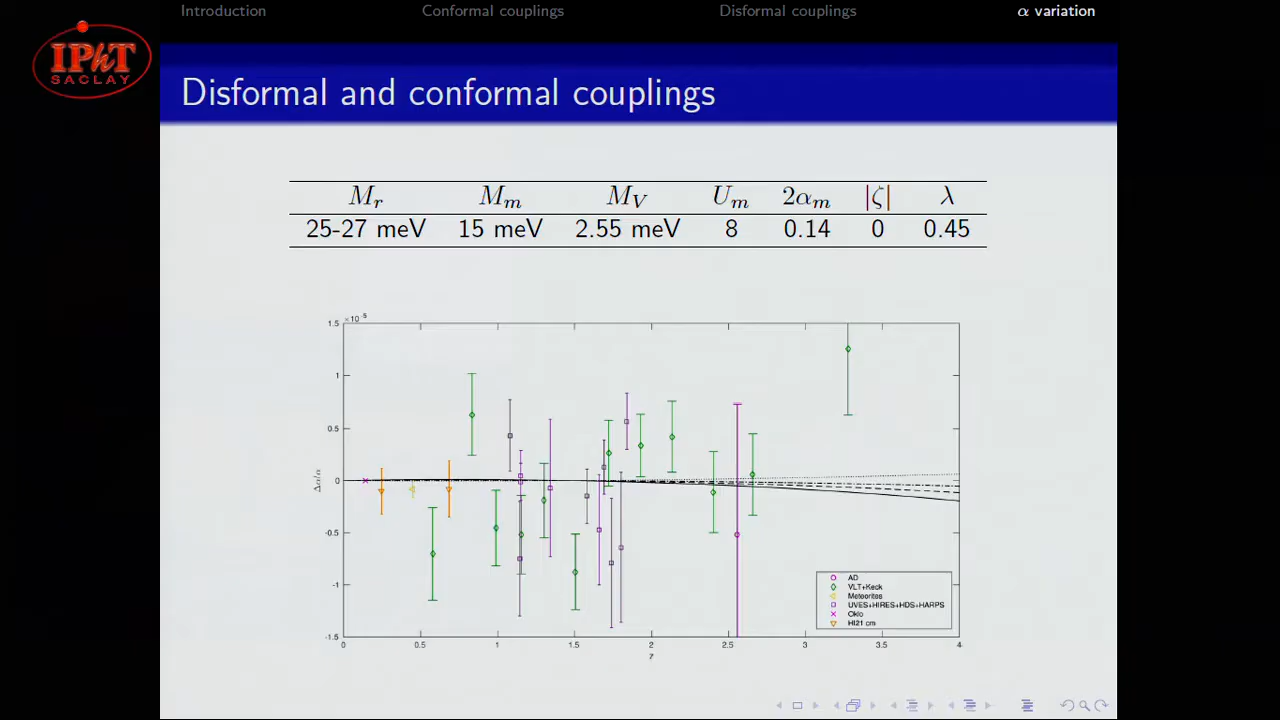 Introduction Conformal couplings Disformal couplings α variation
IPhT
SACLAY
Disformal and conformal couplings
M_r M_m M_V U_m 2α_m |ζ| λ
25-27 meV 15 meV 2.55 meV 8 0.14 0 0.45
×10⁻⁵
1.5
1
0.5
0
-0.5
-1
-1.5
Δα/α
0 0.5 1 1.5 2 2.5 3 3.5 4
z
AD
VLT+Keck
Meteorites
UVES+HIRES+HDS+HARPS
Oklo
HI21 cm